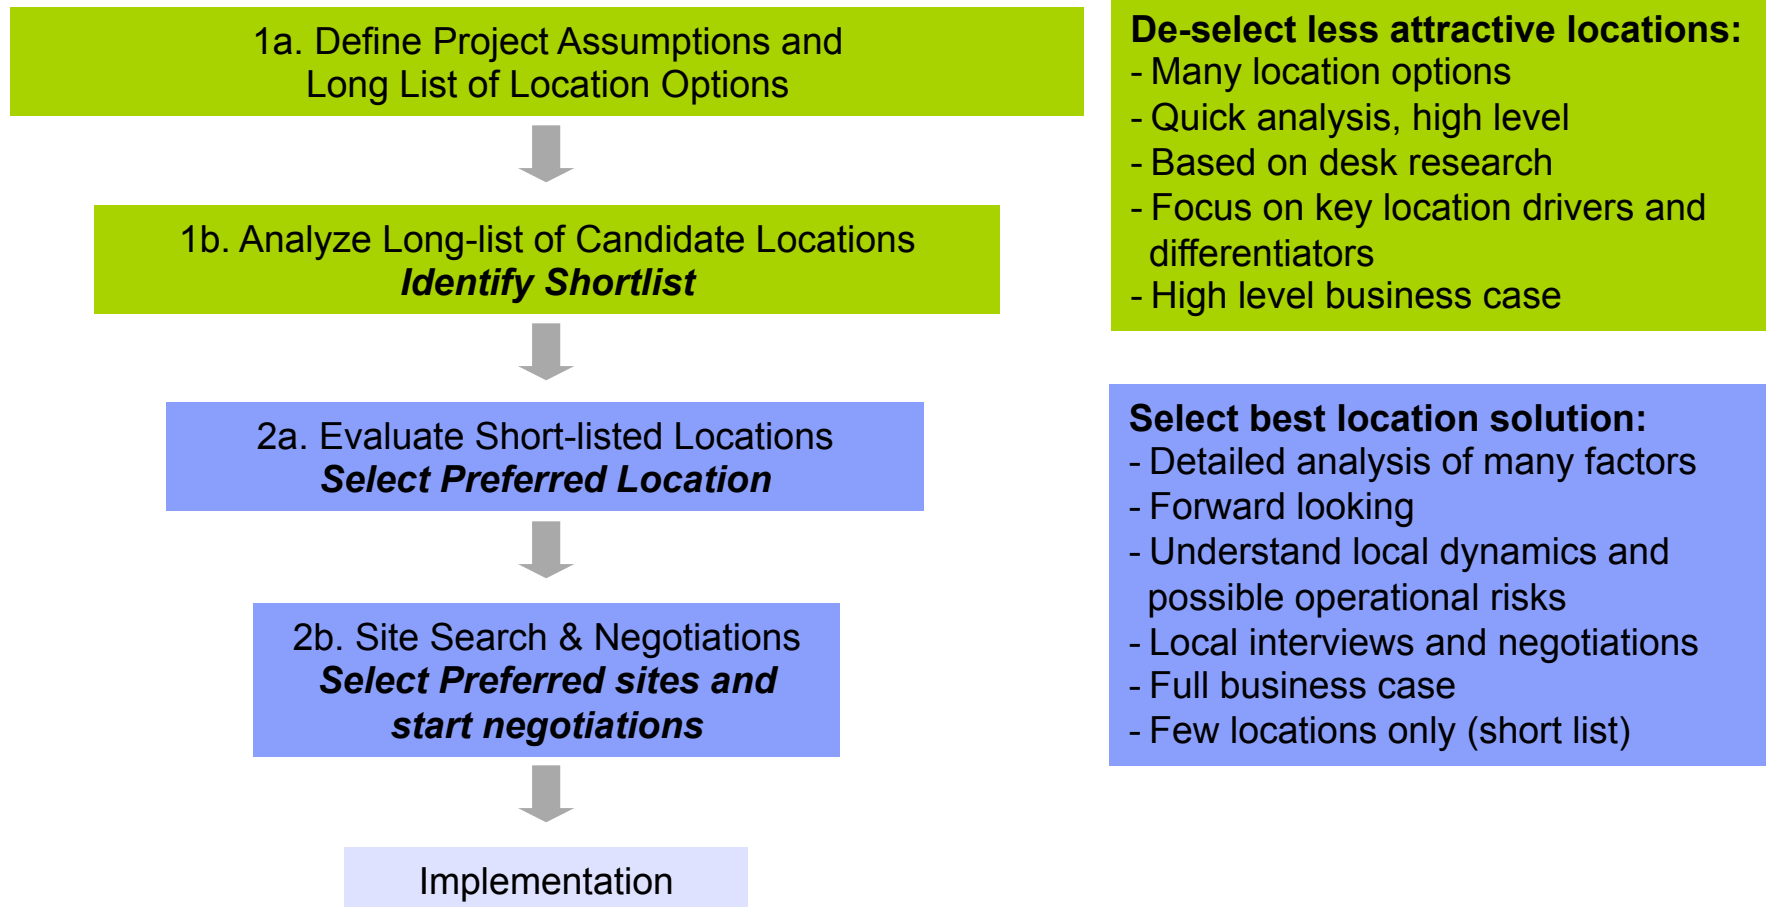 1a. Define Project Assumptions and
Long List of Location Options
1b. Analyze Long-list of Candidate Locations
Identify Shortlist
2a. Evaluate Short-listed Locations
Select Preferred Location
2b. Site Search & Negotiations
Select Preferred sites and
start negotiations
Implementation
De-select less attractive locations:
- Many location options
- Quick analysis, high level
- Based on desk research
- Focus on key location drivers and
differentiators
- High level business case
Select best location solution:
- Detailed analysis of many factors
- Forward looking
- Understand local dynamics and
possible operational risks
- Local interviews and negotiations
- Full business case
- Few locations only (short list)